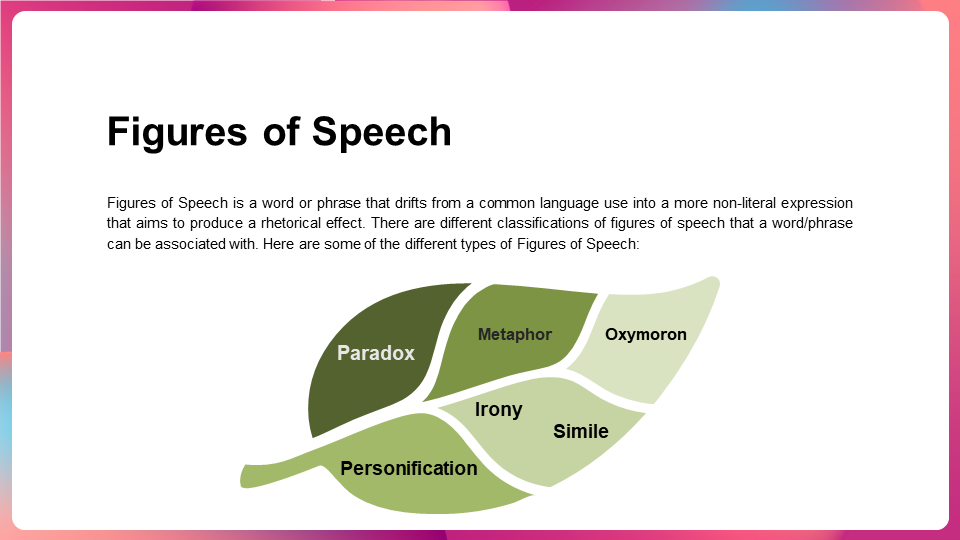 Figures of Speech
Figures of Speech is a word or phrase that drifts from a common language use into a more non-literal expression
that aims to produce a rhetorical effect. There are different classifications of figures of speech that a word/phrase
can be associated with. Here are some of the different types of Figures of Speech:
Paradox
Metaphor
Oxymoron
Irony
Simile
Personification